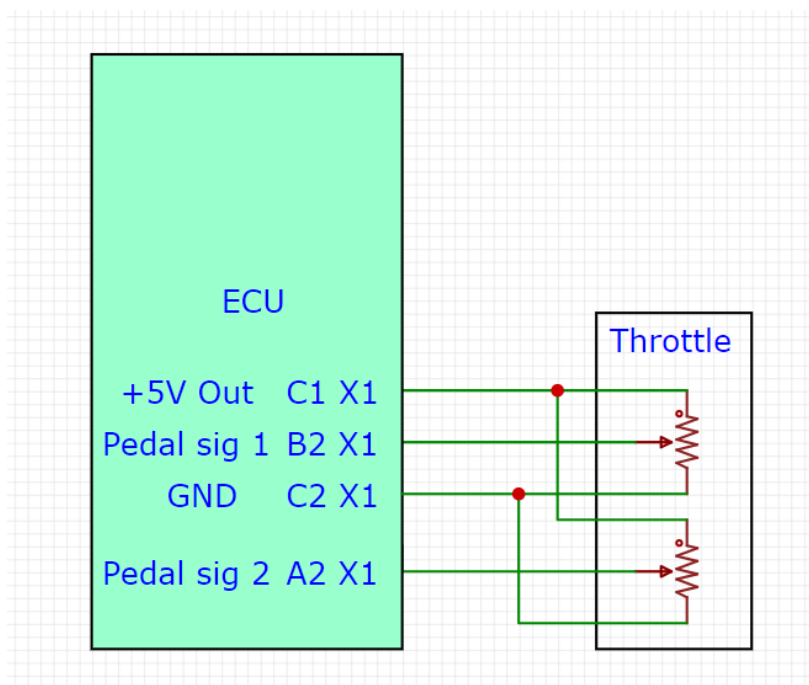 ECU
Throttle
+5V Out C1 X1
Pedal sig 1 B2 X1
GND C2 X1
Pedal sig 2 A2 X1